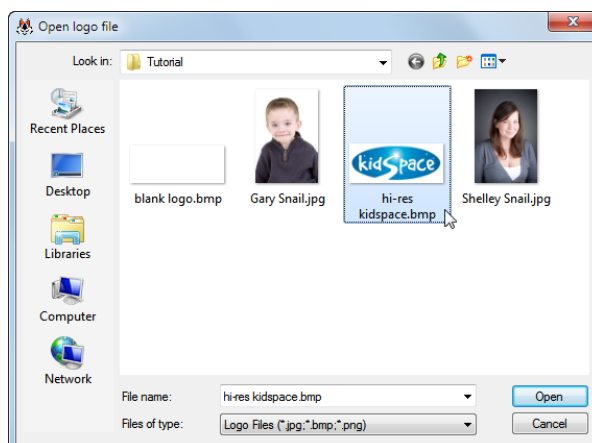 Open logo file
Look in:
Tutorial
Recent Places
Desktop
Libraries
Computer
Network
kidSpace
blank logo.bmp
Gary Snail.jpg
hi-res
kidspace.bmp
Shelley Snail.jpg
File name:
hi-res kidspace.bmp
Open
Files of type:
Logo Files (*.jpg;*.bmp;*.png)
Cancel